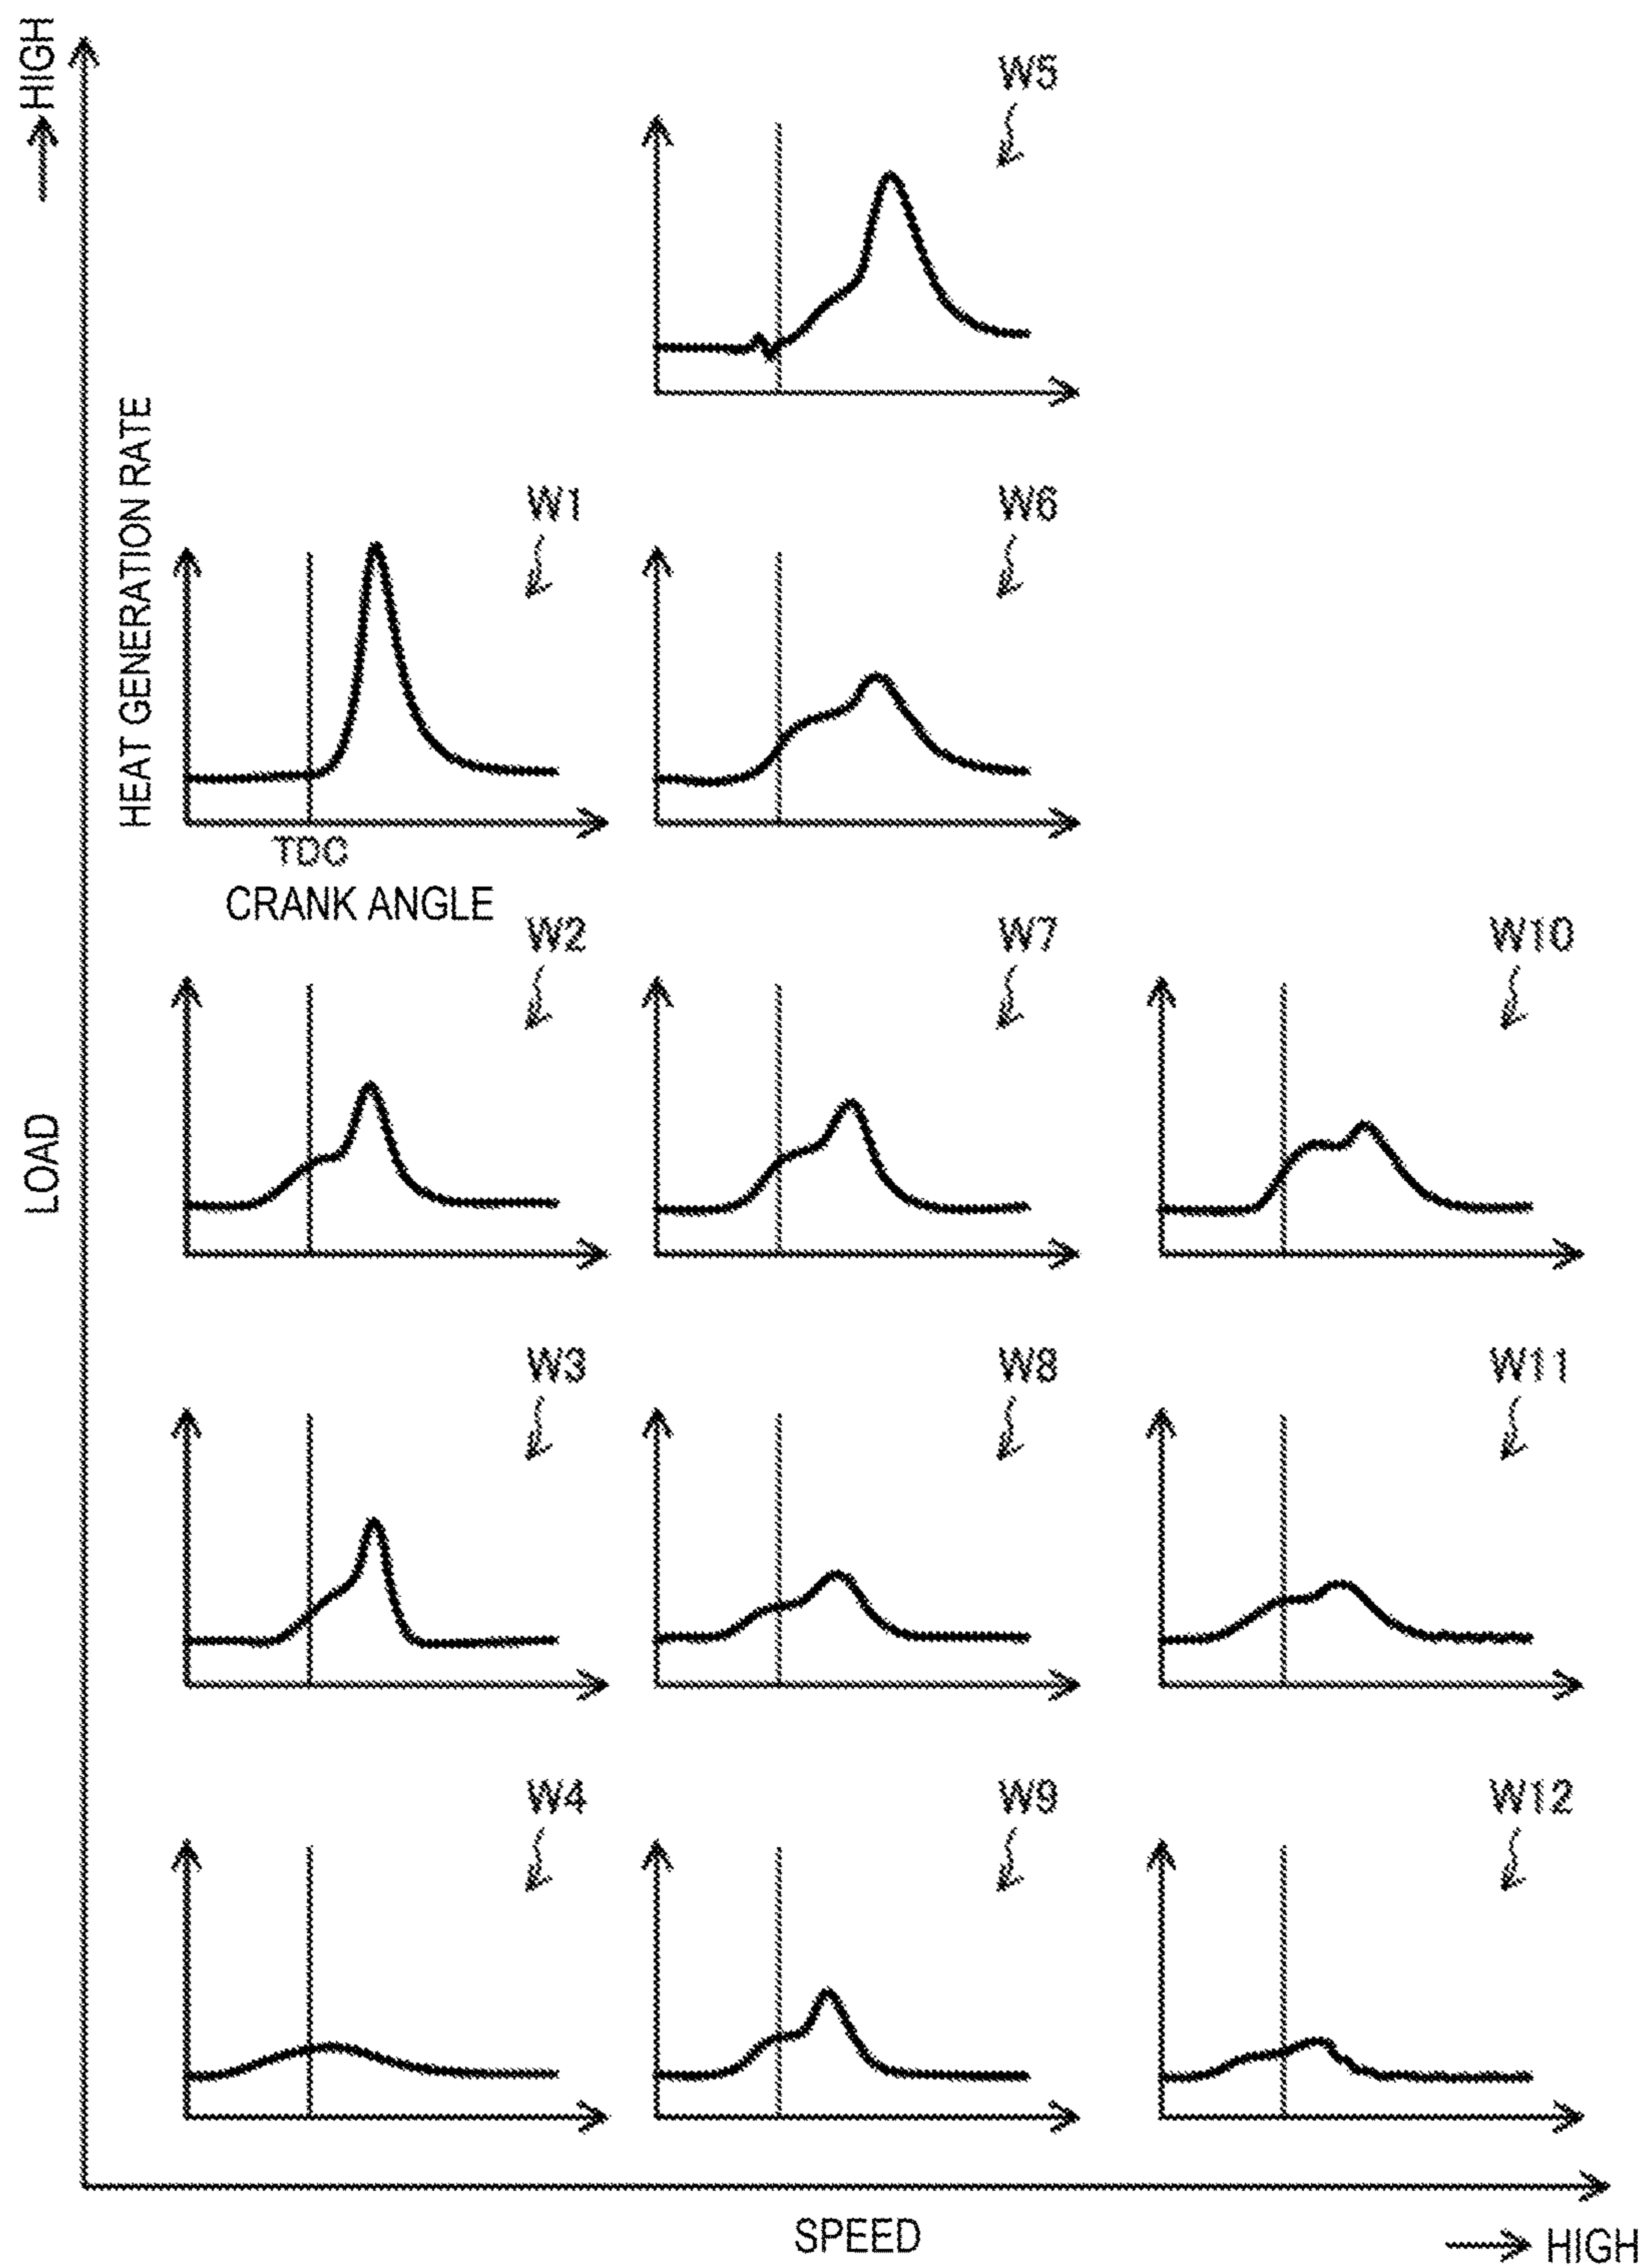 HIGH
W5
HEAT GENERATION RATE
W1
W6
TDC
CRANK ANGLE
W2
W7
W10
LOAD
W3
W8
W11
W4
W9
W12
SPEED
HIGH